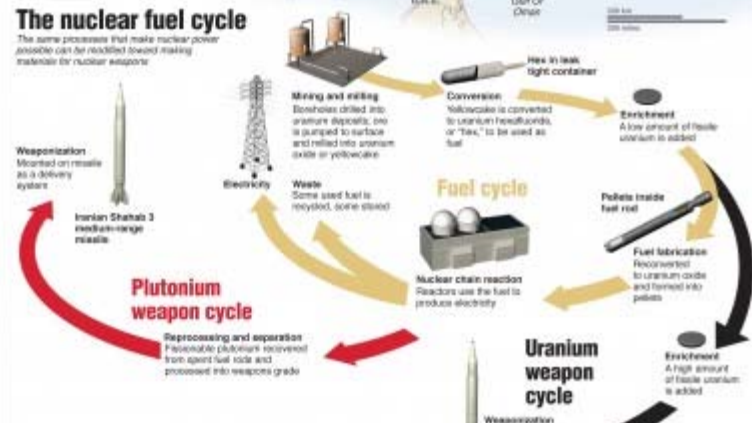 The nuclear fuel cycle
The same processes that make nuclear power
possible can be modified toward making
materials for nuclear weapons
Oman
Mining and milling
Boreholes drilled into
uranium deposits; ore
is pumped to surface
and milled into uranium
oxide or yellowcake
Hex in leak
tight container
Conversion
Yellowcake is converted
to uranium hexafluoride,
or "hex," to be used as
fuel
Enrichment
A low amount of fissile
uranium is added
Weaponization
Mounted on missile
as a delivery
system
Iranian Shahab 3
medium-range
missile
Electricity
Waste
Some used fuel is
recycled, some stored
Fuel cycle
Pellets inside
fuel rod
Fuel fabrication
Reconverted
to uranium oxide
and formed into
pellets
Nuclear chain reaction
Reactors use the fuel to
produce electricity
Plutonium
weapon cycle
Reprocessing and separation
Fissionable plutonium recovered
from spent fuel rods and
processed into weapons grade
Uranium
weapon
cycle
Enrichment
A high amount
of fissile uranium
is added
Weaponization